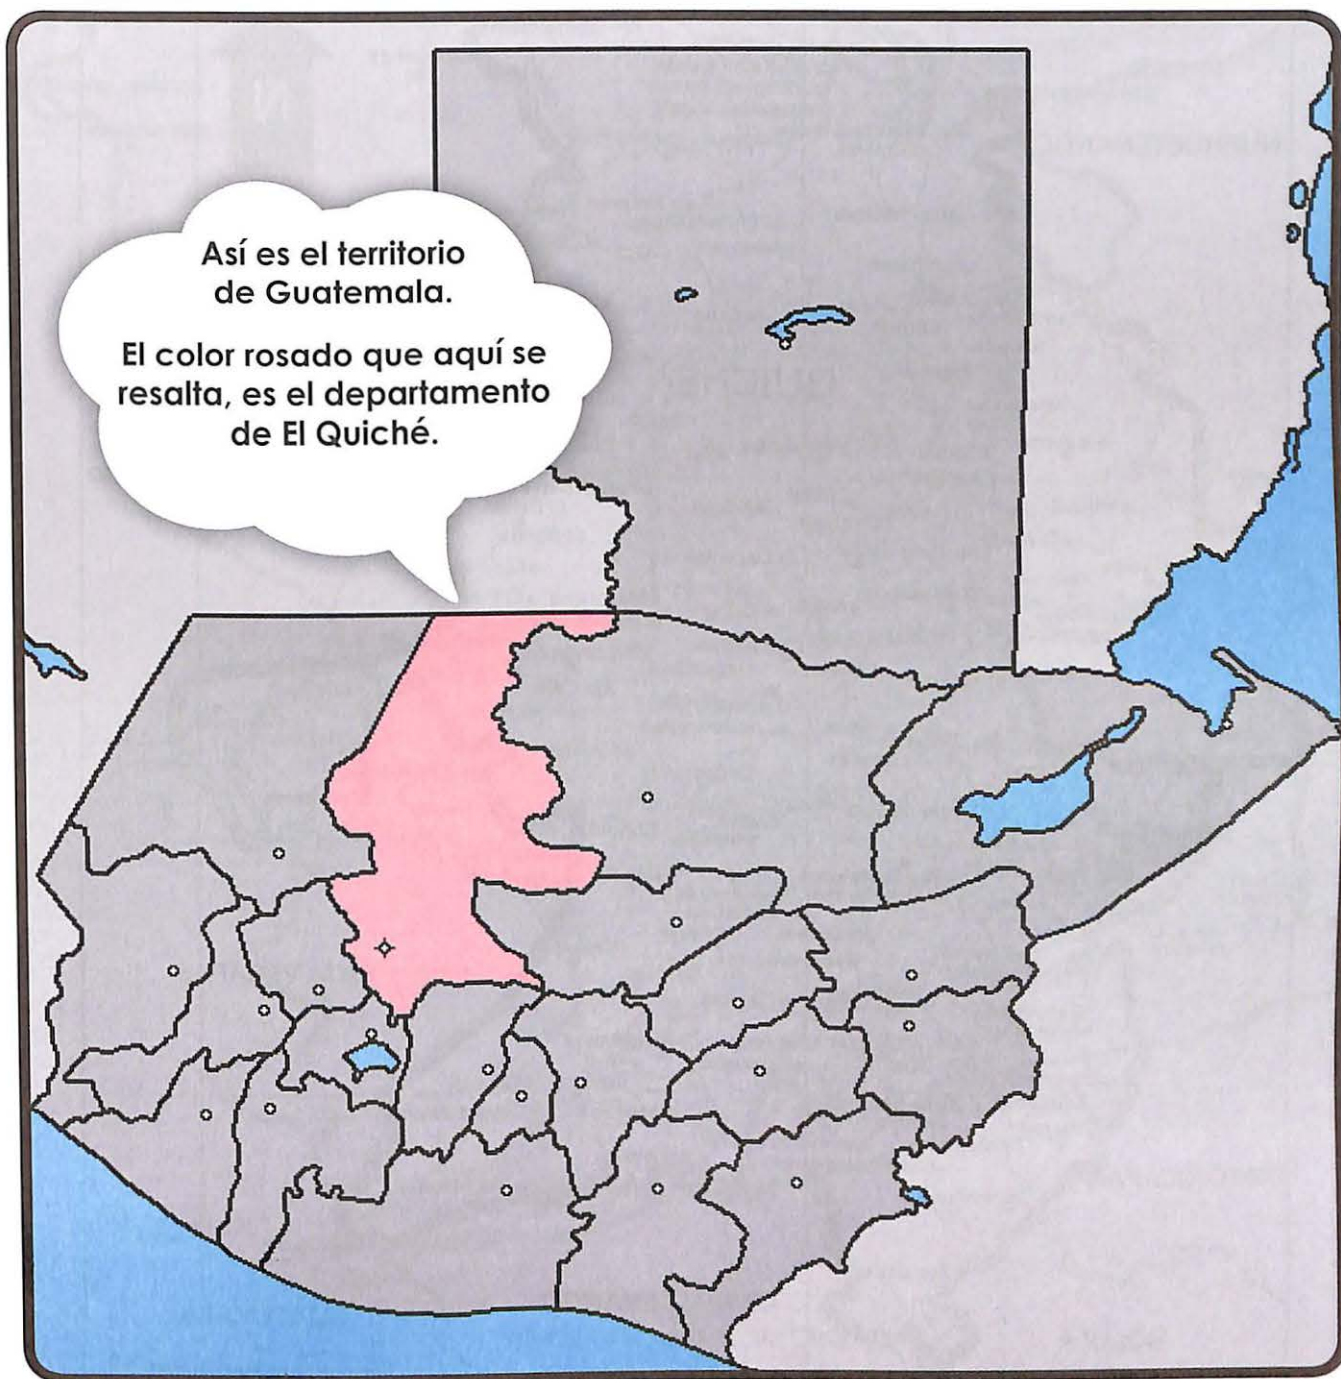 Así es el territorio
de Guatemala.
El color rosado que aquí se
resalta, es el departamento
de El Quiché.